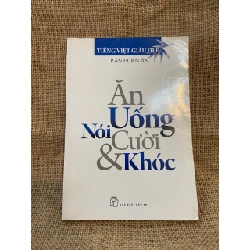 TIẾNG VIỆT GIÀU ĐẸP
Ăn
Uống
Nói
Cười
& Khóc